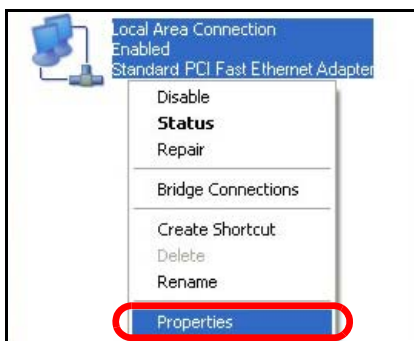 Local Area Connection
Enabled
Standard PCI Fast Ethernet Adapter
Disable
Status
Repair
Bridge Connections
Create Shortcut
Delete
Rename
Properties